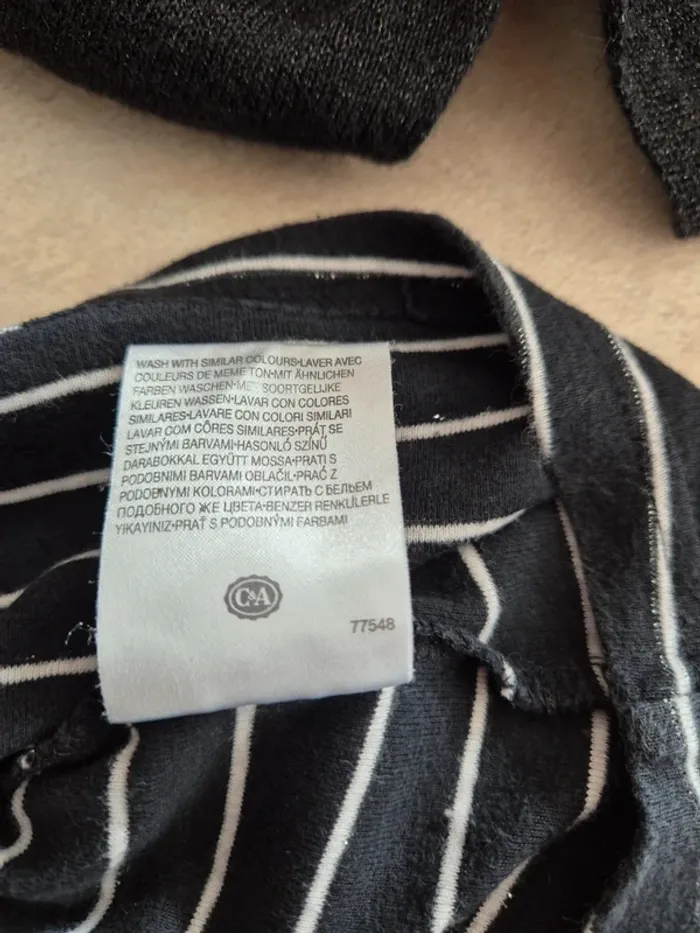 WASH WITH SIMILAR COLOURS•LAVER AVEC
COULEURS DE MEME TON•MIT ÄHNLICHEN
FARBEN WASCHEN•MET SOORTGELIJKE
KLEUREN WASSEN•LAVAR CON COLORES
SIMILARES•LAVARE CON COLORI SIMILARI
LAVAR COM CÔRES SIMILARES•PRÁT SE
STEJNÝMI BARVAMI•HASONLÓ SZÍNŰ
DARABOKKAL EGYÜTT MOSSA•PRATI S
PODOBNIMI BARVAMI OBLAČIL•PRAĆ Z
PODOBNYMI KOLORAMI•СТИРАТЬ С БЕЛЬЕМ
ПОДОБНОГО ЖЕ ЦВЕТА•BENZER RENKLILERLE
YIKAYINIZ•PRAŤ S PODOBNÝMI FARBAMI
C&A
77548